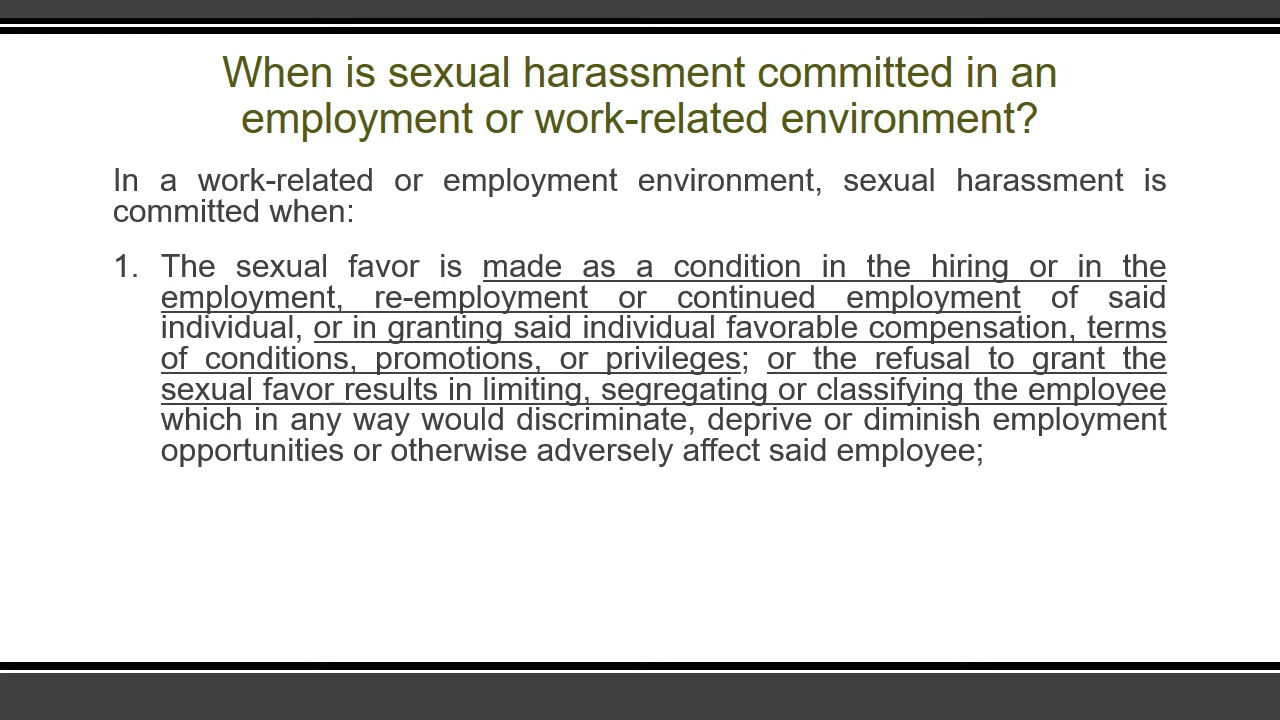 When is sexual harassment committed in an
employment or work-related environment?
In a work-related or employment environment, sexual harassment is
committed when:
1. The sexual favor is made as a condition in the hiring or in the
employment, re-employment or continued employment of said
individual, or in granting said individual favorable compensation, terms
of conditions, promotions, or privileges; or the refusal to grant the
sexual favor results in limiting, segregating or classifying the employee
which in any way would discriminate, deprive or diminish employment
opportunities or otherwise adversely affect said employee;